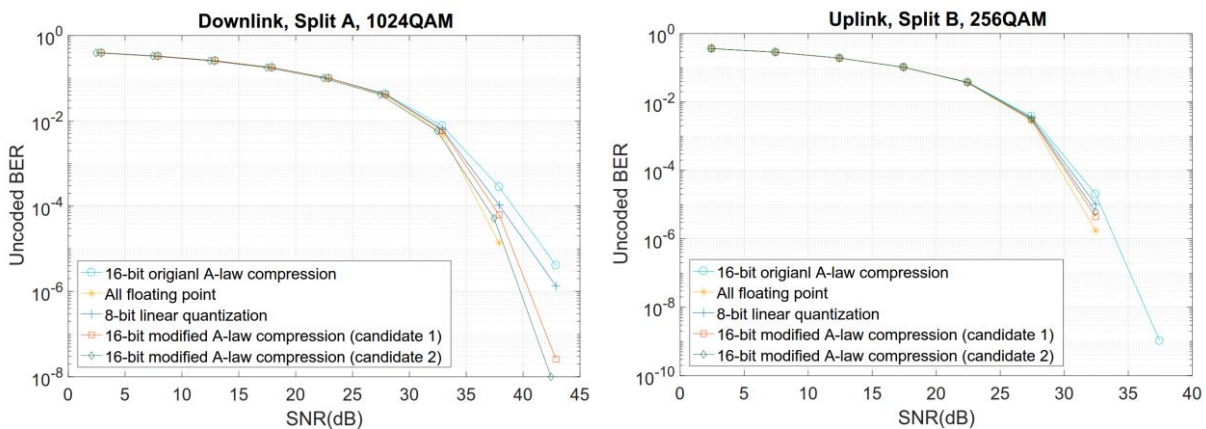 Downlink, Split A, 1024QAM
10^0
10^-2
10^-4
10^-6
10^-8
Uncoded BER
16-bit origianl A-law compression
All floating point
8-bit linear quantization
16-bit modified A-law compression (candidate 1)
16-bit modified A-law compression (candidate 2)
0 5 10 15 20 25 30 35 40 45
SNR(dB)
Uplink, Split B, 256QAM
10^0
10^-2
10^-4
10^-6
10^-8
10^-10
Uncoded BER
16-bit origianl A-law compression
All floating point
8-bit linear quantization
16-bit modified A-law compression (candidate 1)
16-bit modified A-law compression (candidate 2)
0 5 10 15 20 25 30 35 40
SNR(dB)